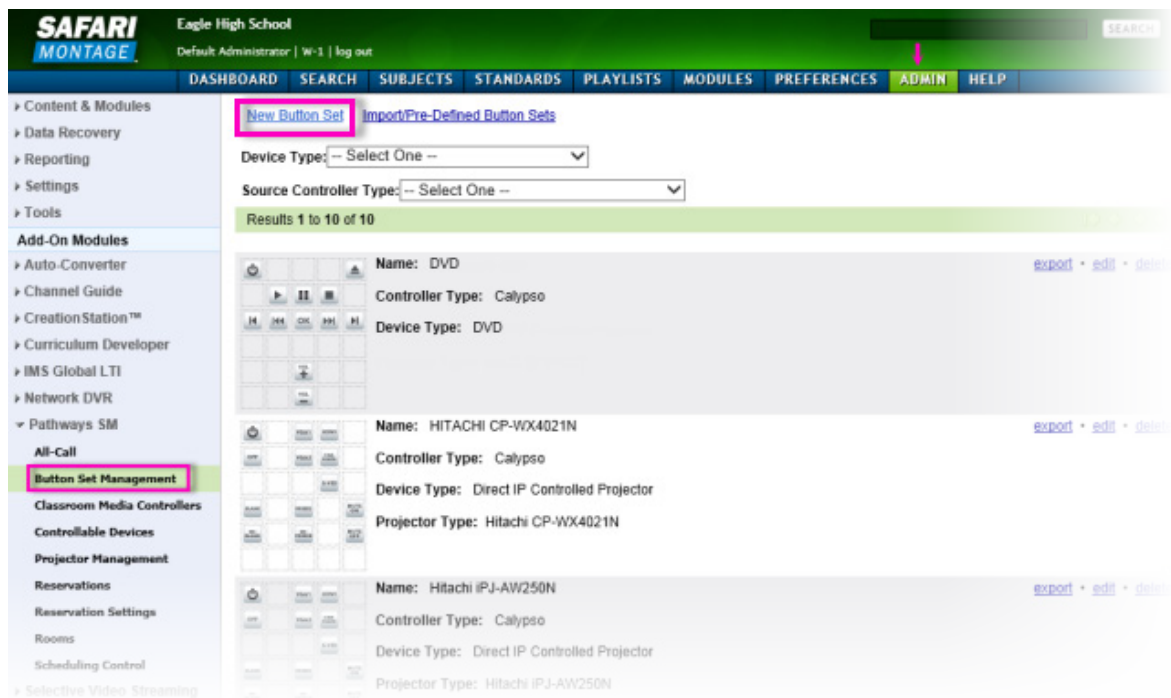 SAFARI
MONTAGE
Eagle High School
Default Administrator | W-1 | log out
SEARCH
DASHBOARD SEARCH SUBJECTS STANDARDS PLAYLISTS MODULES PREFERENCES ADMIN HELP
Content & Modules
Data Recovery
Reporting
Settings
Tools
Add-On Modules
Auto-Converter
Channel Guide
CreationStation™
Curriculum Developer
IMS Global LTI
Network DVR
Pathways SM
All-Call
Button Set Management
Classroom Media Controllers
Controllable Devices
Projector Management
Reservations
Reservation Settings
Rooms
Scheduling Control
Selective Video Streaming
New Button Set Import/Pre-Defined Button Sets
Device Type: -- Select One --
Source Controller Type: -- Select One --
Results 1 to 10 of 10
Name: DVD
export • edit •
Controller Type: Calypso
Device Type: DVD
OK
Name: HITACHI CP-WX4021N
export • edit •
Controller Type: Calypso
Device Type: Direct IP Controlled Projector
Projector Type: Hitachi CP-WX4021N
Name: Hitachi iPJ-AW250N
export • edit •
Controller Type: Calypso
Device Type: Direct IP Controlled Projector
Projector Type: Hitachi iPJ-AW250N